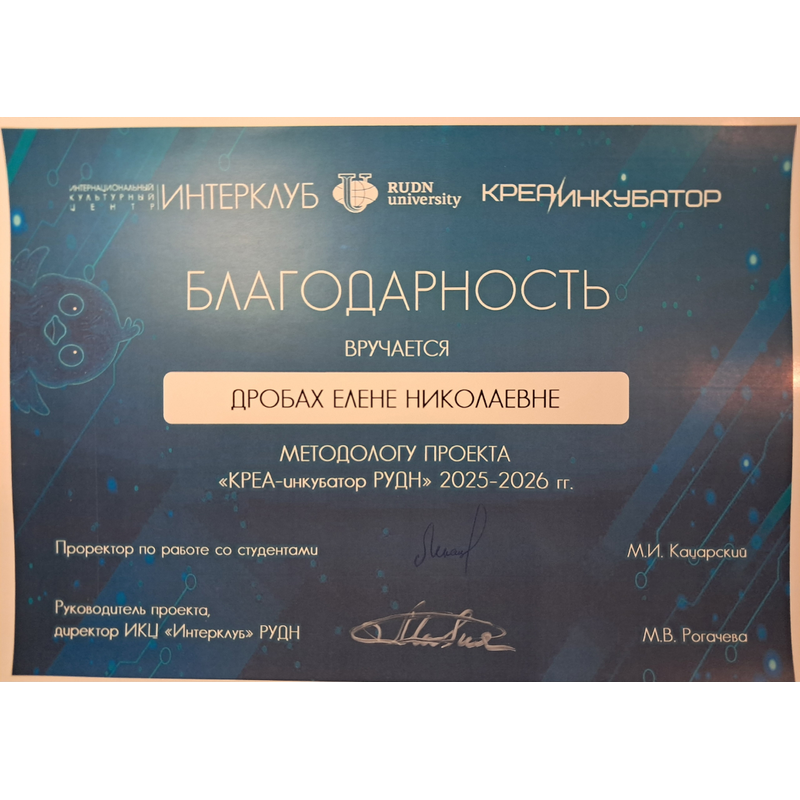 ИНТЕРНАЦИОНАЛЬНЫЙ
КУЛЬТУРНЫЙ
ЦЕНТР
ИНТЕРКЛУБ
RUDN
university
КРЕА ИНКУБАТОР
БЛАГОДАРНОСТЬ
ВРУЧАЕТСЯ
ДРОБАХ ЕЛЕНЕ НИКОЛАЕВНЕ
МЕТОДОЛОГУ ПРОЕКТА
«КРЕА-инкубатор РУДН» 2025-2026 гг.
Проректор по работе со студентами
М.И. Кацарский
Руководитель проекта,
директор ИКЦ «Интерклуб» РУДН
М.В. Рогачева